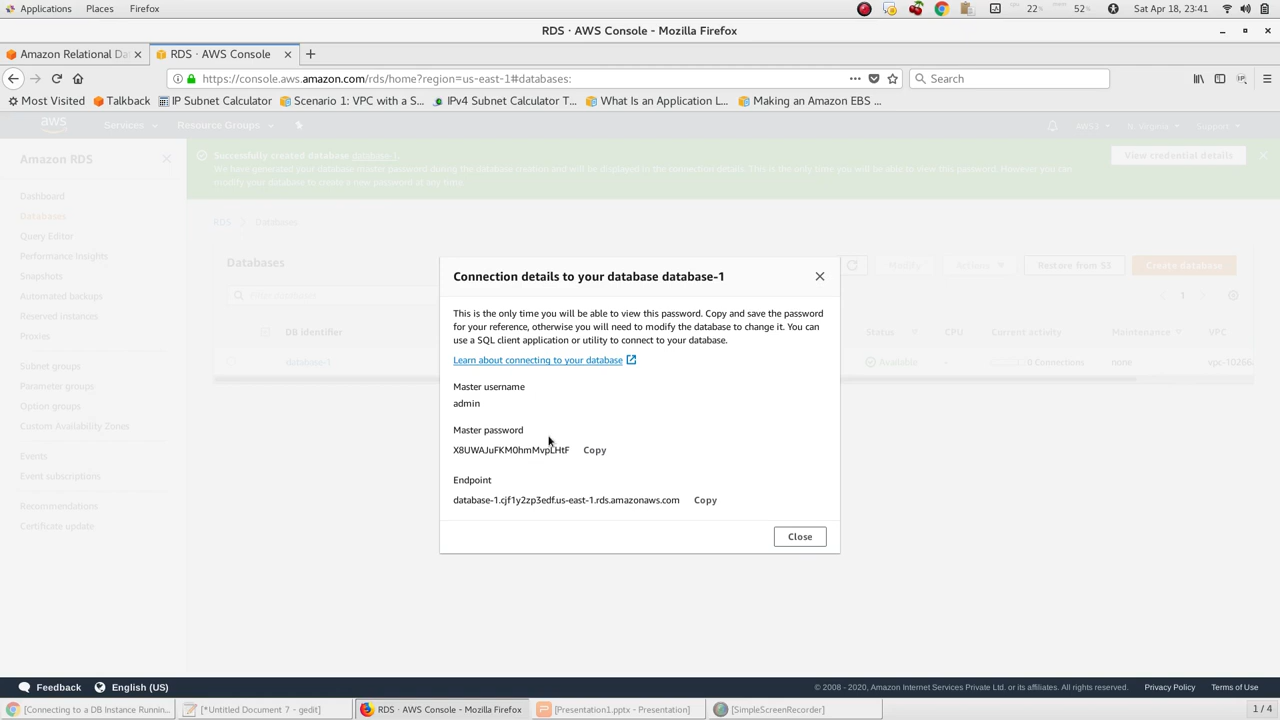 Applications Places Firefox 22% 52% Sat Apr 18, 23:41
RDS · AWS Console - Mozilla Firefox
Amazon Relational Da RDS · AWS Console
https://console.aws.amazon.com/rds/home?region=us-east-1#databases: Search
Most Visited Talkback IP Subnet Calculator Scenario 1: VPC with a S... IPv4 Subnet Calculator T... What Is an Application L... Making an Amazon EBS ...
aws Services Resource Groups N. Virginia Support
Amazon RDS
Successfully created database database-1.
View credential details
We have generated your database master password during the database creation and will be displayed in the connection details. This is the only time you will be able to view this password. However you can
modify your database to create a new password at any time.
Dashboard
Databases
Query Editor
Performance Insights
Snapshots
Automated backups
Reserved instances
Proxies
Subnet groups
Parameter groups
Option groups
Custom Availability Zones
Events
Event subscriptions
Recommendations
Certificate update
RDS Databases
Databases Modify Actions Restore from S3 Create database
Filter databases 1
DB identifier Status CPU Current activity Maintenance VPC
database-1 Available - 0 Connections none vpc-10266
Connection details to your database database-1
This is the only time you will be able to view this password. Copy and save the password
for your reference, otherwise you will need to modify the database to change it. You can
use a SQL client application or utility to connect to your database.
Learn about connecting to your database
Master username
admin
Master password
X8UWAJuFKM0hmMvpLHtF Copy
Endpoint
database-1.cjf1y2zp3edf.us-east-1.rds.amazonaws.com Copy
Close
Feedback English (US) © 2008 - 2020, Amazon Internet Services Private Ltd. or its affiliates. All rights reserved. Privacy Policy Terms of Use
[Connecting to a DB Instance Runnin... [*Untitled Document 7 - gedit] RDS · AWS Console - Mozilla Firefox [Presentation1.pptx - Presentation] [SimpleScreenRecorder] 1 / 4